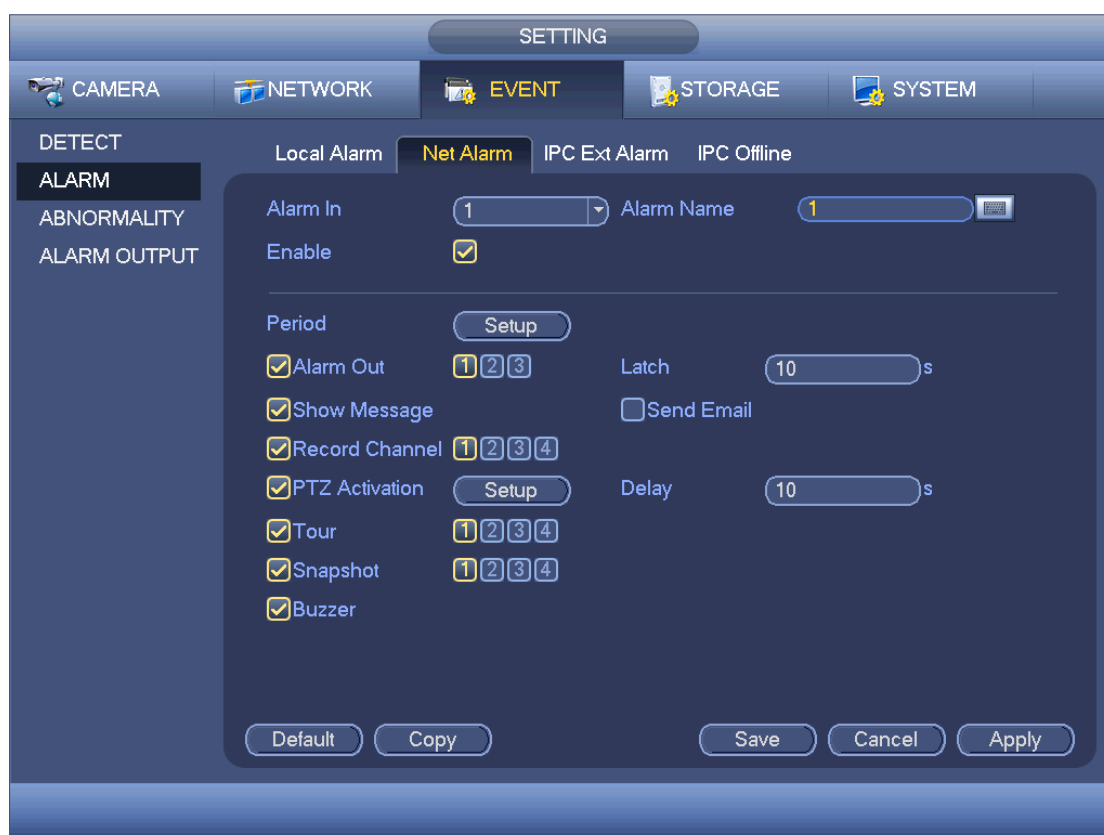 SETTING
CAMERA NETWORK EVENT STORAGE SYSTEM
DETECT
ALARM
ABNORMALITY
ALARM OUTPUT
Local Alarm Net Alarm IPC Ext Alarm IPC Offline
Alarm In 1 Alarm Name 1
Enable
Period Setup
Alarm Out 1 2 3 Latch 10 s
Show Message Send Email
Record Channel 1 2 3 4
PTZ Activation Setup Delay 10 s
Tour 1 2 3 4
Snapshot 1 2 3 4
Buzzer
Default Copy Save Cancel Apply